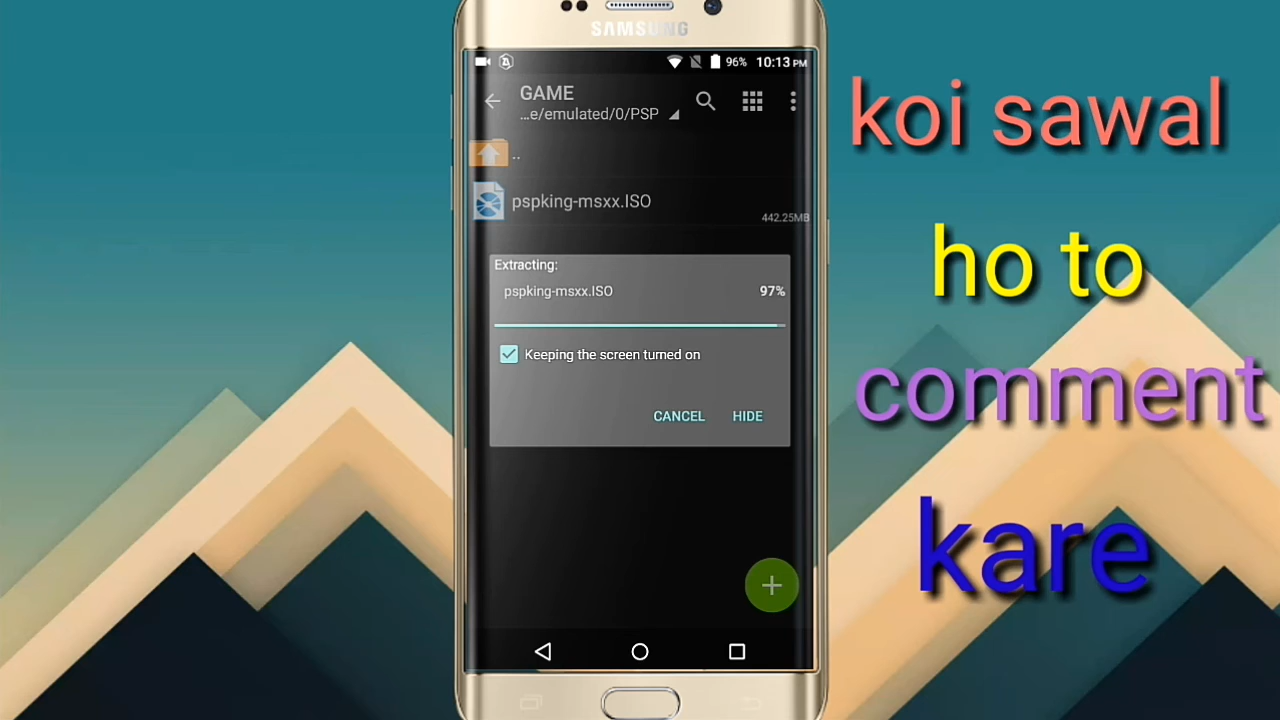 SAMSUNG
96% 10:13 PM
GAME
...e/emulated/0/PSP
..
pspking-msxx.ISO
442.25MB
Extracting:
pspking-msxx.ISO 97%
Keeping the screen turned on
CANCEL HIDE
koi sawal
ho to
comment
kare